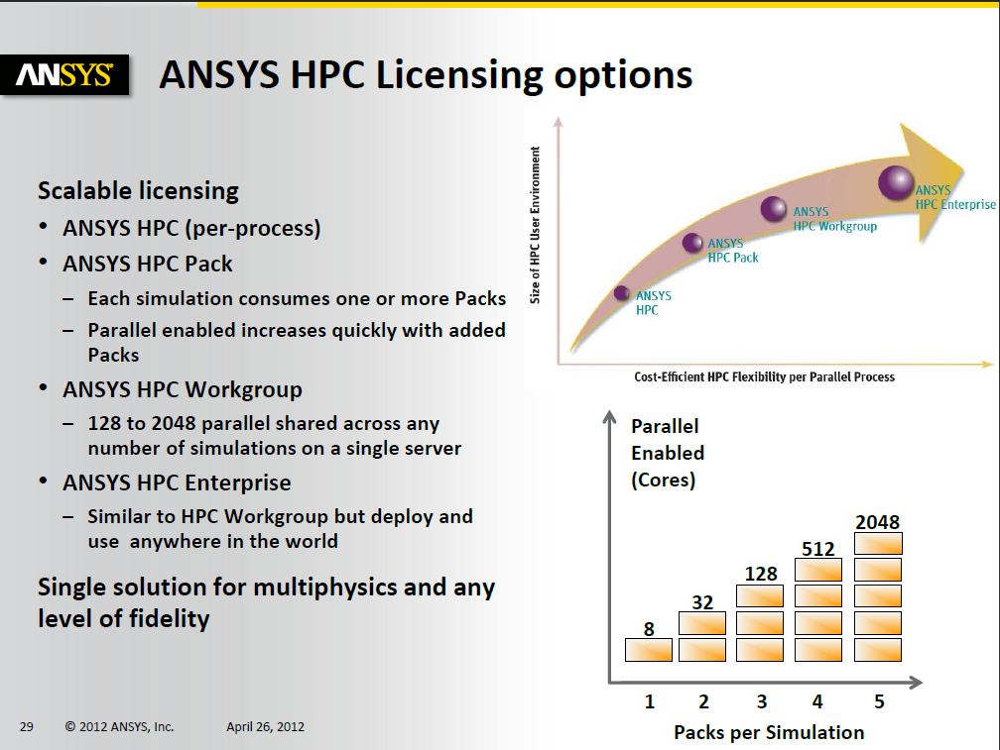 ANSYS
ANSYS HPC Licensing options
Scalable licensing
• ANSYS HPC (per-process)
• ANSYS HPC Pack
– Each simulation consumes one or more Packs
– Parallel enabled increases quickly with added
Packs
• ANSYS HPC Workgroup
– 128 to 2048 parallel shared across any
number of simulations on a single server
• ANSYS HPC Enterprise
– Similar to HPC Workgroup but deploy and
use anywhere in the world
Single solution for multiphysics and any
level of fidelity
Size of HPC User Environment
ANSYS
HPC
ANSYS
HPC Pack
ANSYS
HPC Workgroup
ANSYS
HPC Enterprise
Cost-Efficient HPC Flexibility per Parallel Process
Parallel
Enabled
(Cores)
8
32
128
512
2048
1 2 3 4 5
Packs per Simulation
29 © 2012 ANSYS, Inc. April 26, 2012